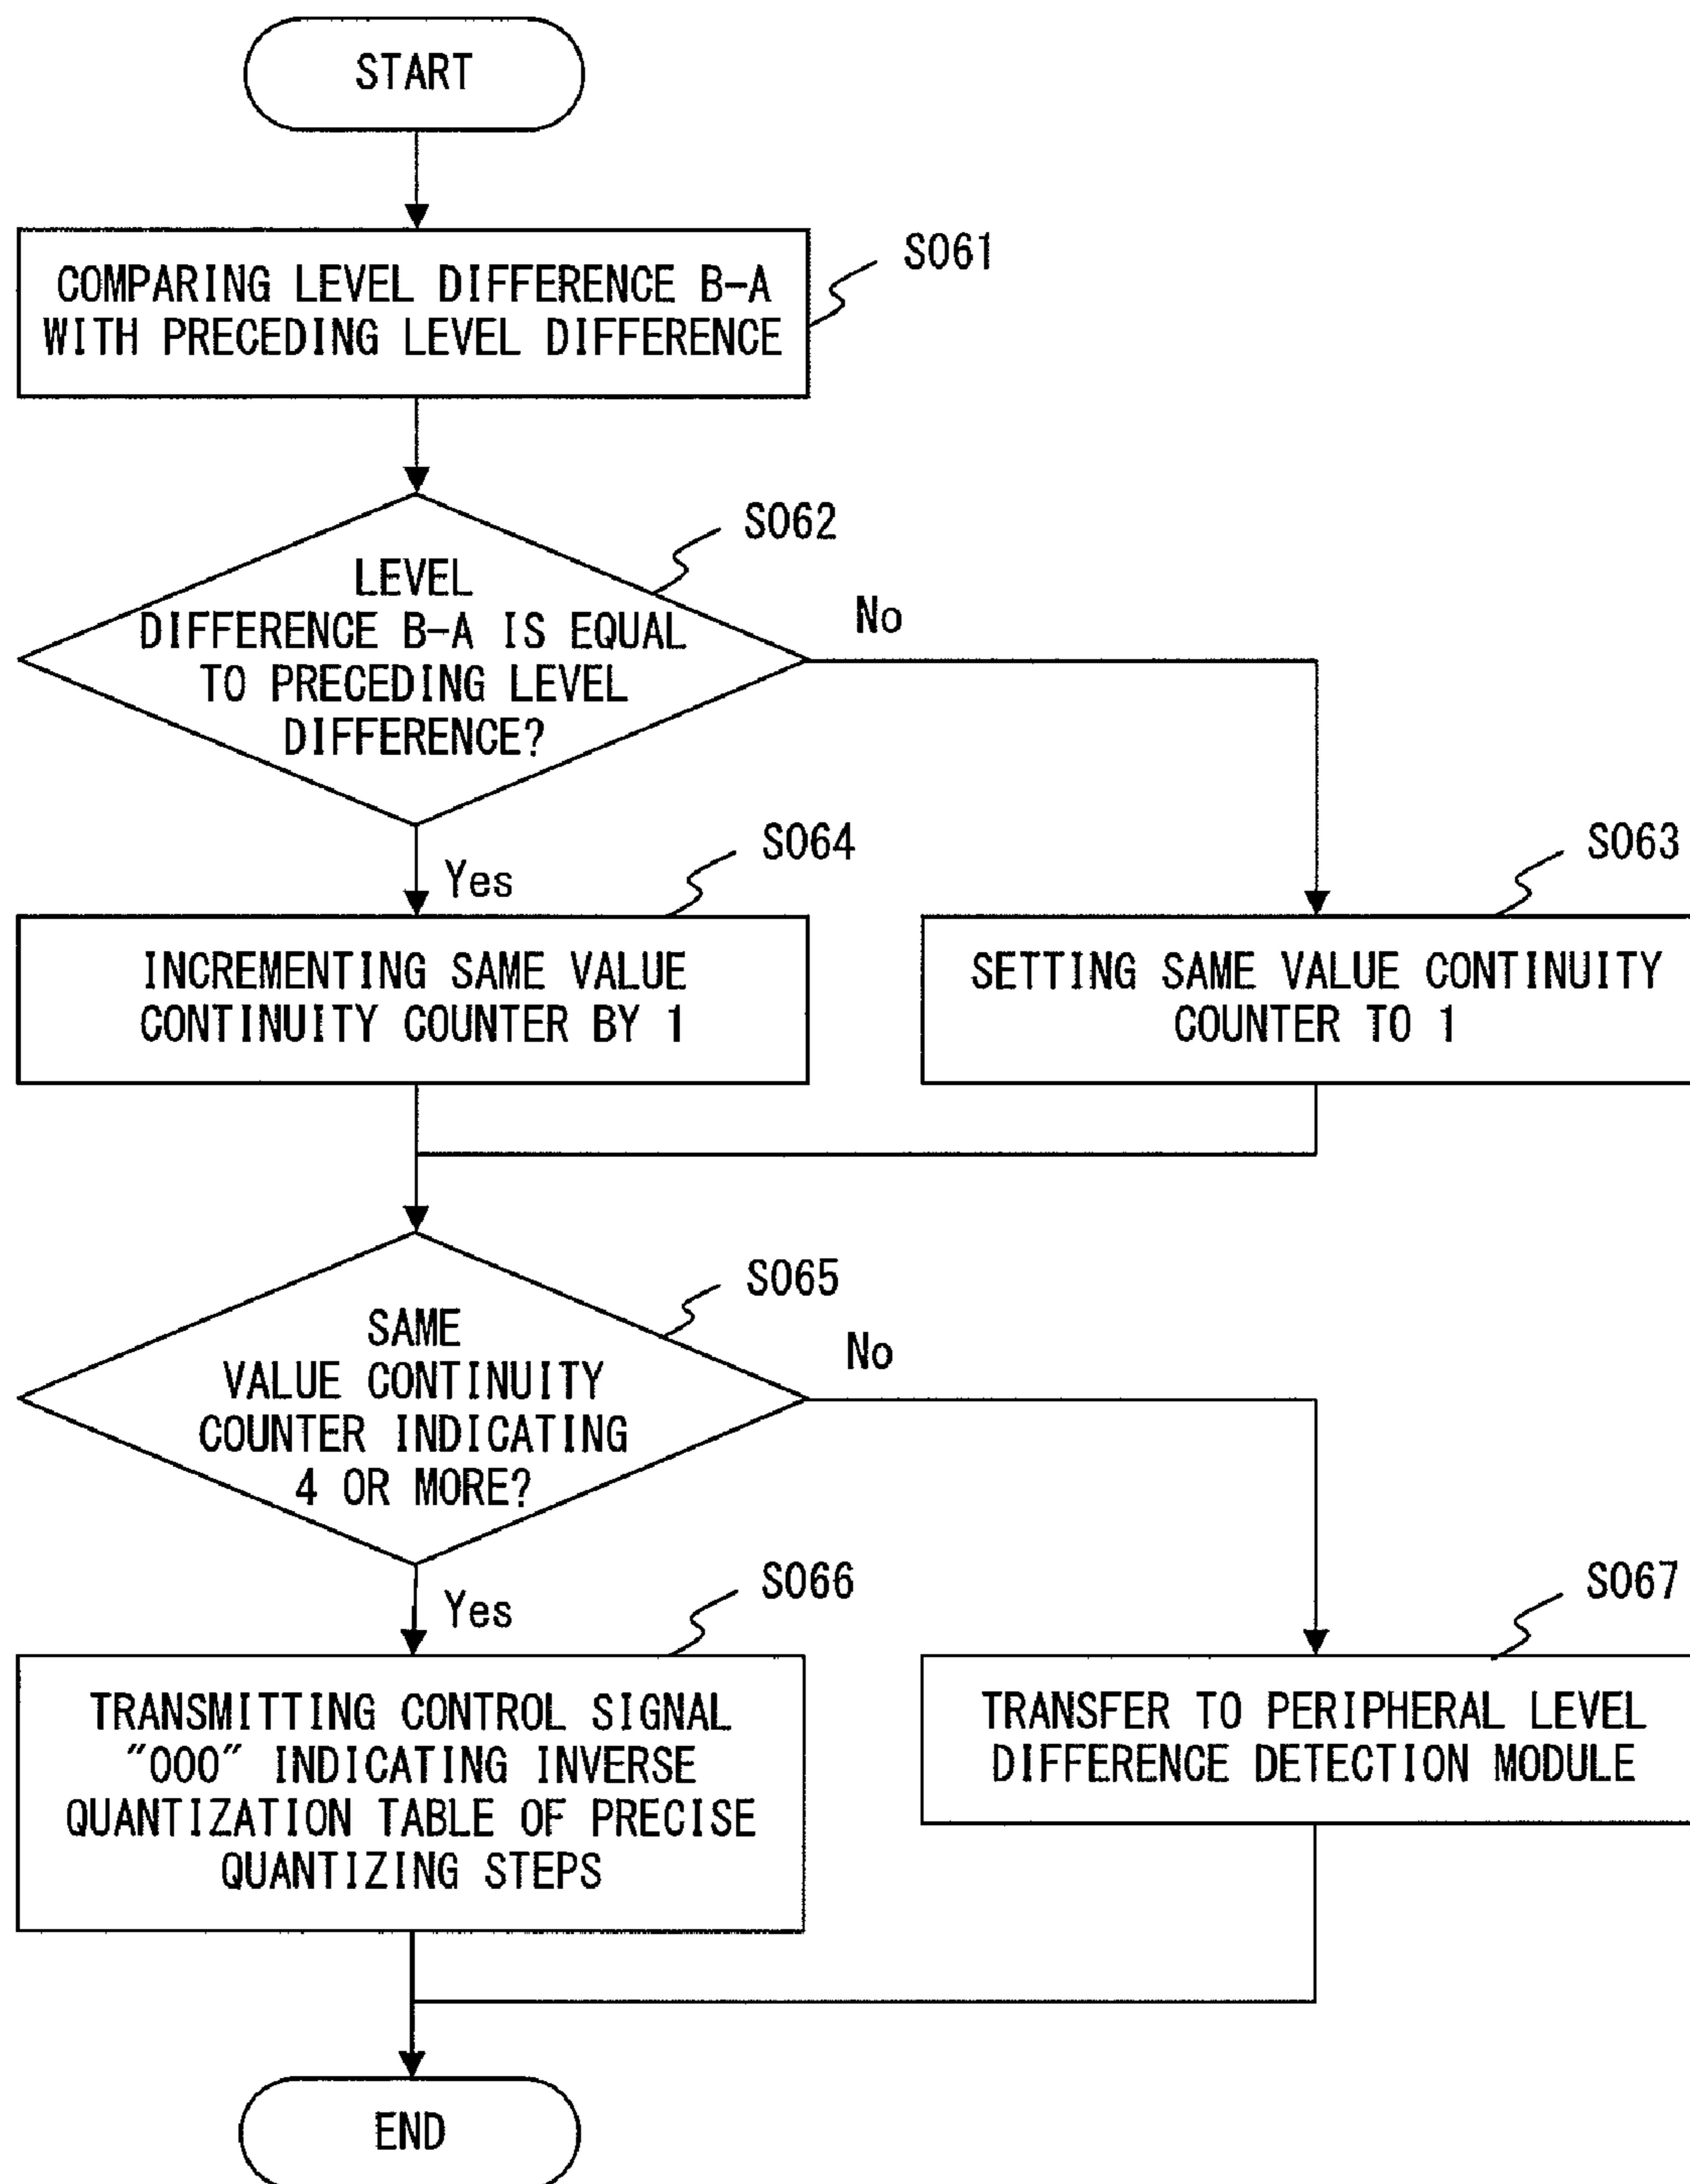 START
S061
COMPARING LEVEL DIFFERENCE B-A
WITH PRECEDING LEVEL DIFFERENCE
S062
LEVEL
DIFFERENCE B-A IS EQUAL
TO PRECEDING LEVEL
DIFFERENCE?
No
Yes
S064
INCREMENTING SAME VALUE
CONTINUITY COUNTER BY 1
S063
SETTING SAME VALUE CONTINUITY
COUNTER TO 1
S065
SAME
VALUE CONTINUITY
COUNTER INDICATING
4 OR MORE?
No
Yes
S066
TRANSMITTING CONTROL SIGNAL
"000" INDICATING INVERSE
QUANTIZATION TABLE OF PRECISE
QUANTIZING STEPS
S067
TRANSFER TO PERIPHERAL LEVEL
DIFFERENCE DETECTION MODULE
END